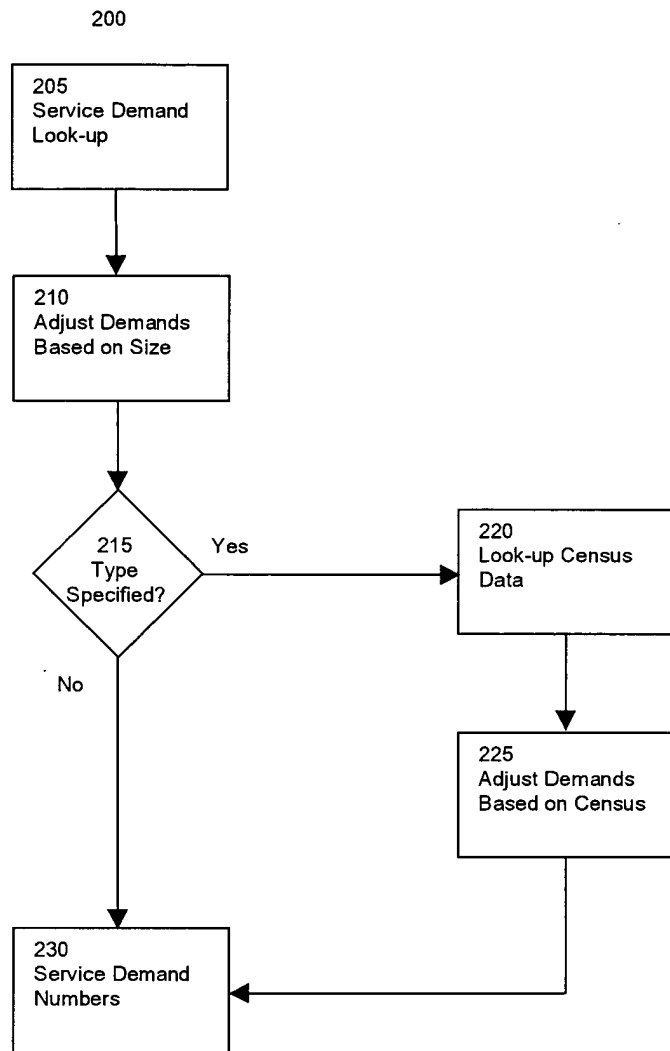 200
205
Service Demand
Look-up
210
Adjust Demands
Based on Size
215
Type
Specified?
Yes
No
220
Look-up Census
Data
225
Adjust Demands
Based on Census
230
Service Demand
Numbers